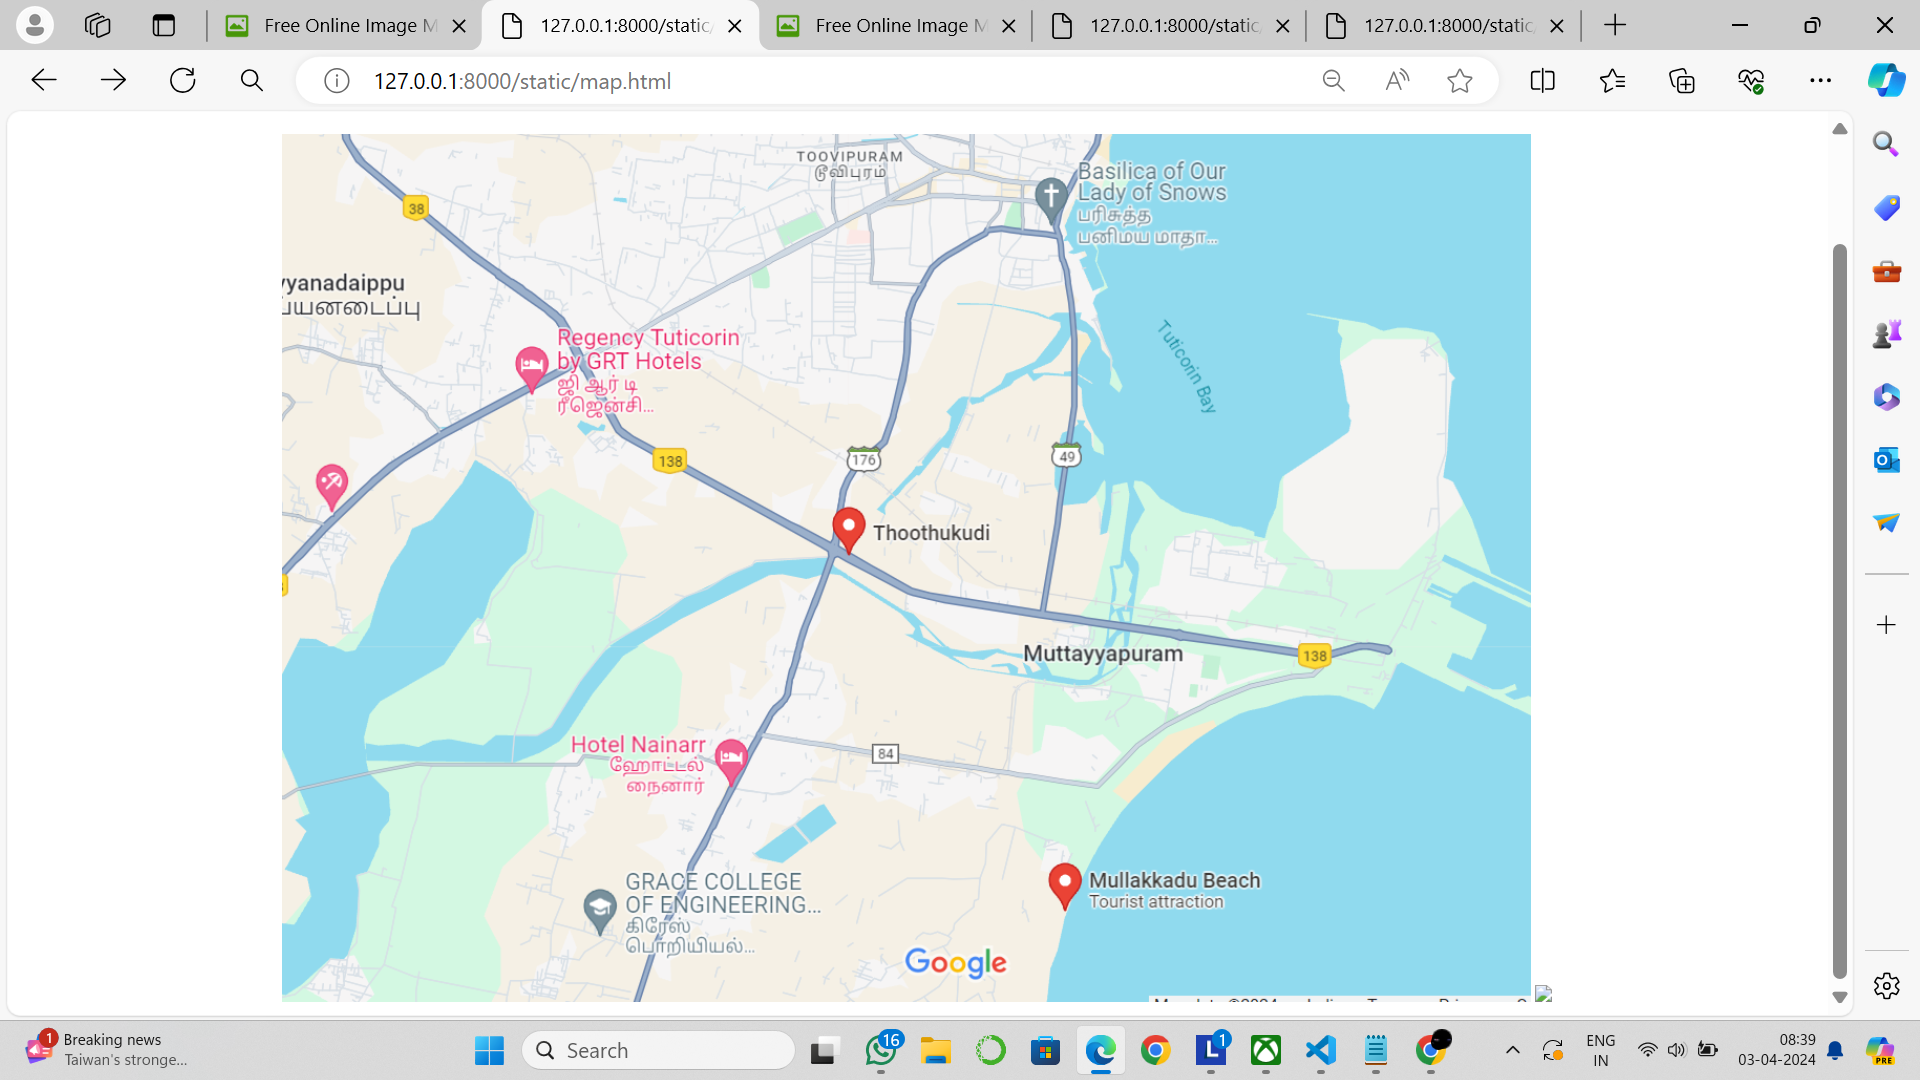 Free Online Image M
127.0.0.1:8000/static/
Free Online Image M
127.0.0.1:8000/static/
127.0.0.1:8000/static/
127.0.0.1:8000/static/map.html
TOOVIPURAM
டூவிபுரம்
Basilica of Our
Lady of Snows
பரிசுத்த
பனிமய மாதா...
38
yyanadaippu
ப்யனடைப்பு
Regency Tuticorin
by GRT Hotels
ஜி ஆர் டி
ரீஜென்சி...
Tuticorin Bay
138
176
49
Thoothukudi
Muttayyapuram
138
Hotel Nainarr
ஹோட்டல்
நைனார்
84
GRACE COLLEGE
OF ENGINEERING...
கிரேஸ்
பொறியியல்...
Mullakkadu Beach
Tourist attraction
Google
1
Breaking news
Taiwan's stronge...
Search
16
1
ENG
IN
08:39
03-04-2024
PRE